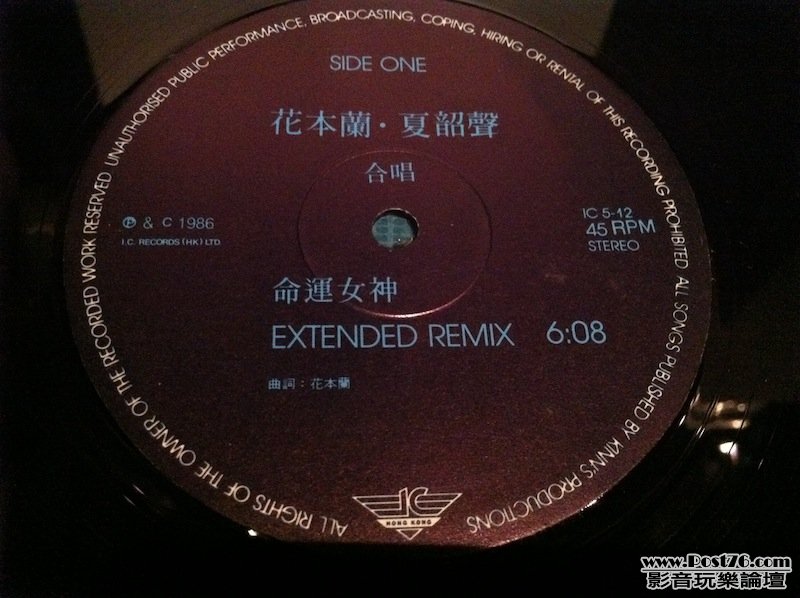 SIDE ONE
花本蘭·夏韶聲
合唱
Ⓟ & C 1986
I.C. RECORDS (HK) LTD.
IC 5-12
45 RPM
STEREO
命運女神
EXTENDED REMIX 6:08
曲詞：花本蘭
IC
HONG KONG
ALL RIGHTS OF THE OWNER OF THE RECORDED WORK RESERVED UNAUTHORISED PUBLIC PERFORMANCE, BROADCASTING, COPING, HIRING OR RENTAL OF THIS RECORDING PROHIBITED. ALL SONGS PUBLISHED BY KINN'S PRODUCTIONS
www.Post76.com
影音玩樂論壇